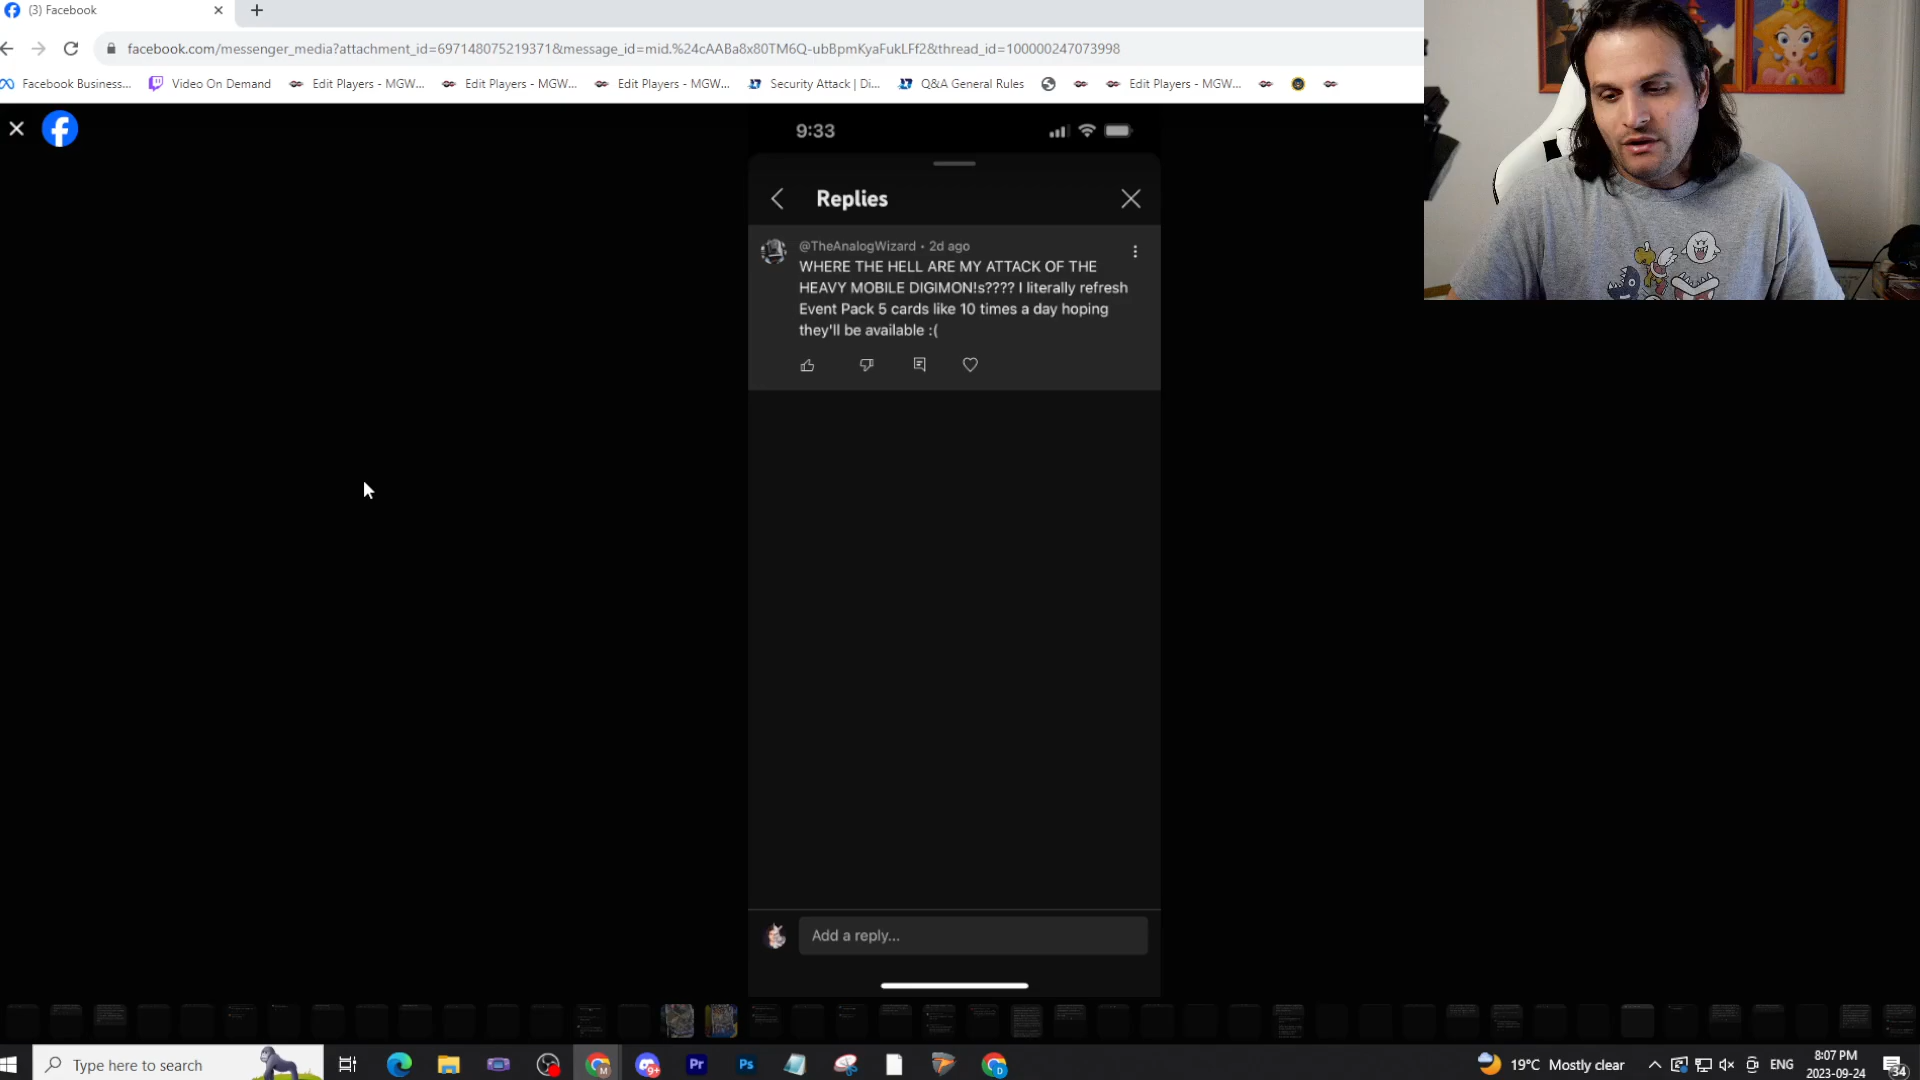 (3) Facebook
facebook.com/messenger_media?attachment_id=697148075219371&message_id=mid.%24cAABa8x80TM6Q-ubBpmKyaFukLFf2&thread_id=100000247073998
Facebook Business... Video On Demand Edit Players - MGW... Edit Players - MGW... Edit Players - MGW... Security Attack | Di... Q&A General Rules Edit Players - MGW...
9:33
Replies
@TheAnalogWizard • 2d ago
WHERE THE HELL ARE MY ATTACK OF THE
HEAVY MOBILE DIGIMON!s???? I literally refresh
Event Pack 5 cards like 10 times a day hoping
they'll be available :(
Add a reply...
Type here to search
Pr
Ps
19°C Mostly clear
ENG
8:07 PM
2023-09-24
34